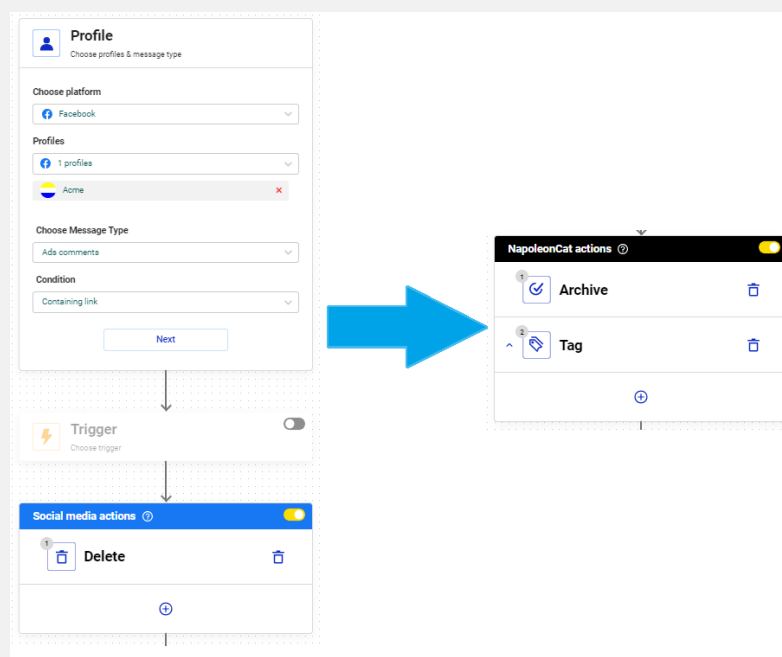 Profile
Choose profiles & message type
Choose platform
Facebook
Profiles
1 profiles
Acme
Choose Message Type
Ads comments
Condition
Containing link
Next
Trigger
Choose trigger
Social media actions
1
Delete
NapoleonCat actions
1
Archive
2
Tag